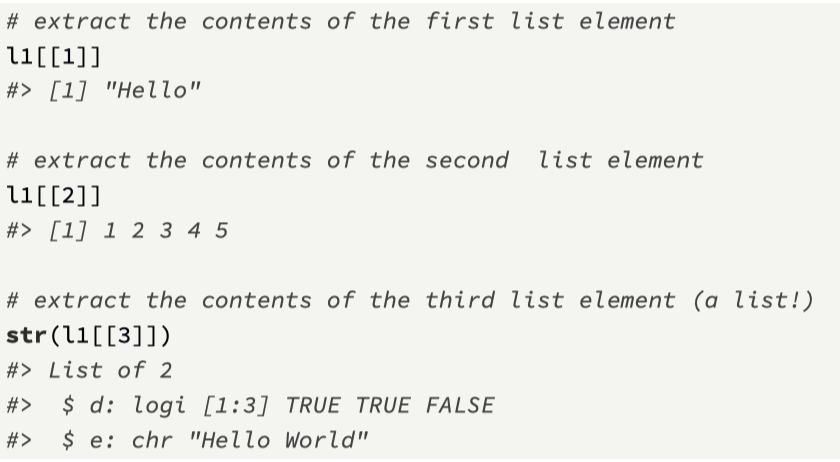 # extract the contents of the first list element
l1[[1]]
#> [1] "Hello"
# extract the contents of the second  list element
l1[[2]]
#> [1] 1 2 3 4 5
# extract the contents of the third list element (a list!)
str(l1[[3]])
#> List of 2
#>  $ d: logi [1:3] TRUE TRUE FALSE
#>  $ e: chr "Hello World"